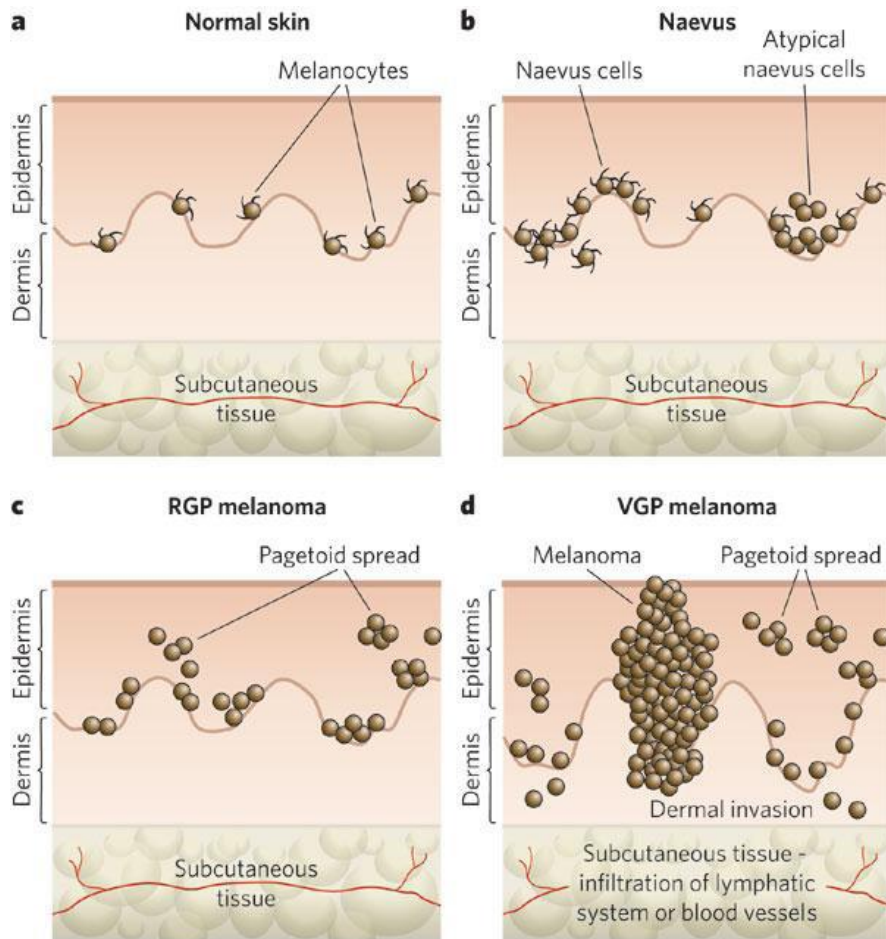 a Normal skin
Melanocytes
Epidermis
Dermis
Subcutaneous
tissue
b Naevus
Naevus cells
Atypical
naevus cells
Epidermis
Dermis
Subcutaneous
tissue
c RGP melanoma
Pagetoid spread
Epidermis
Dermis
Subcutaneous
tissue
d VGP melanoma
Melanoma
Pagetoid spread
Epidermis
Dermis
Dermal invasion
Subcutaneous tissue -
infiltration of lymphatic
system or blood vessels